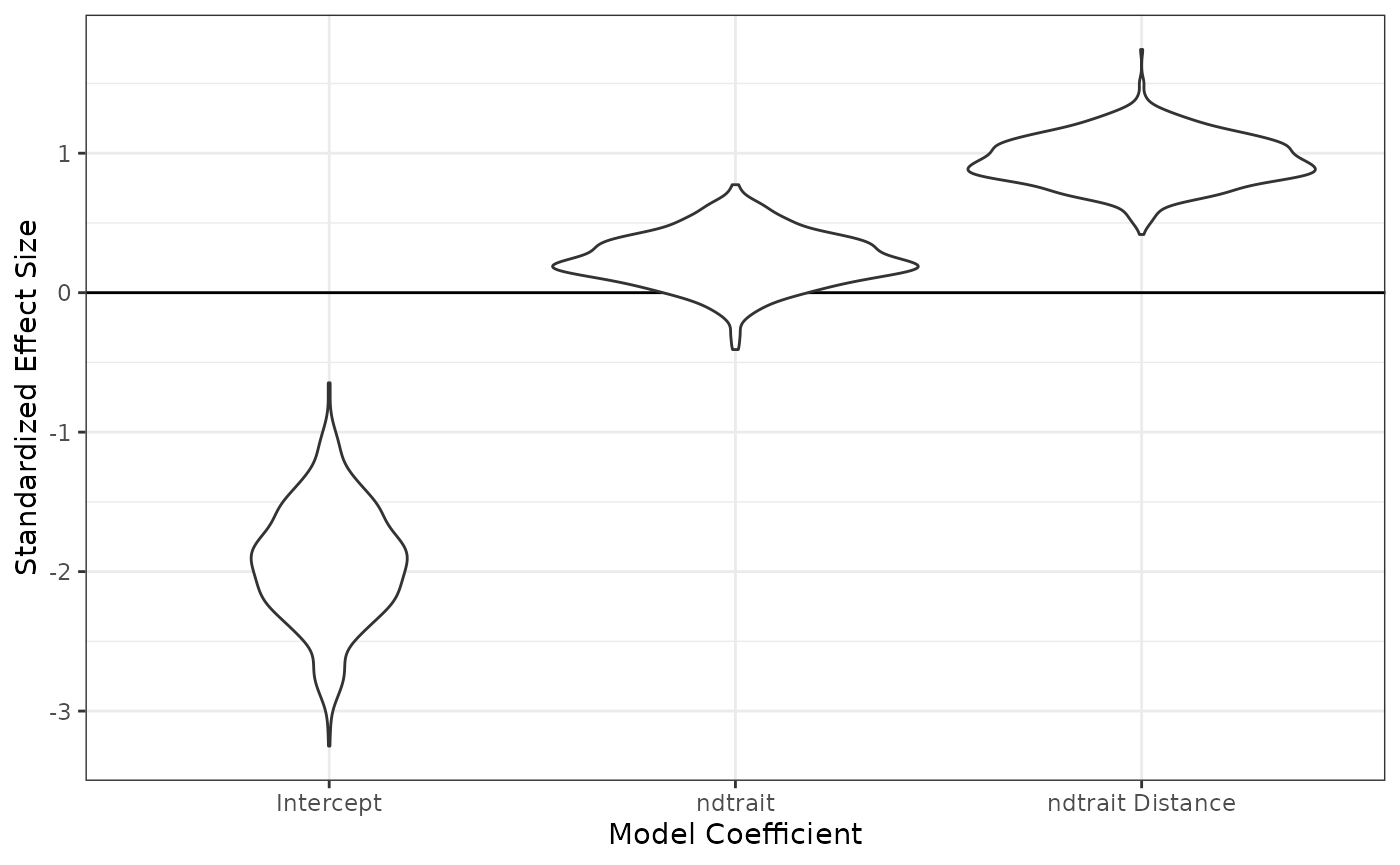 Standardized Effect Size
1
0
-1
-2
-3
Intercept
ndtrait
ndtrait Distance
Model Coefficient